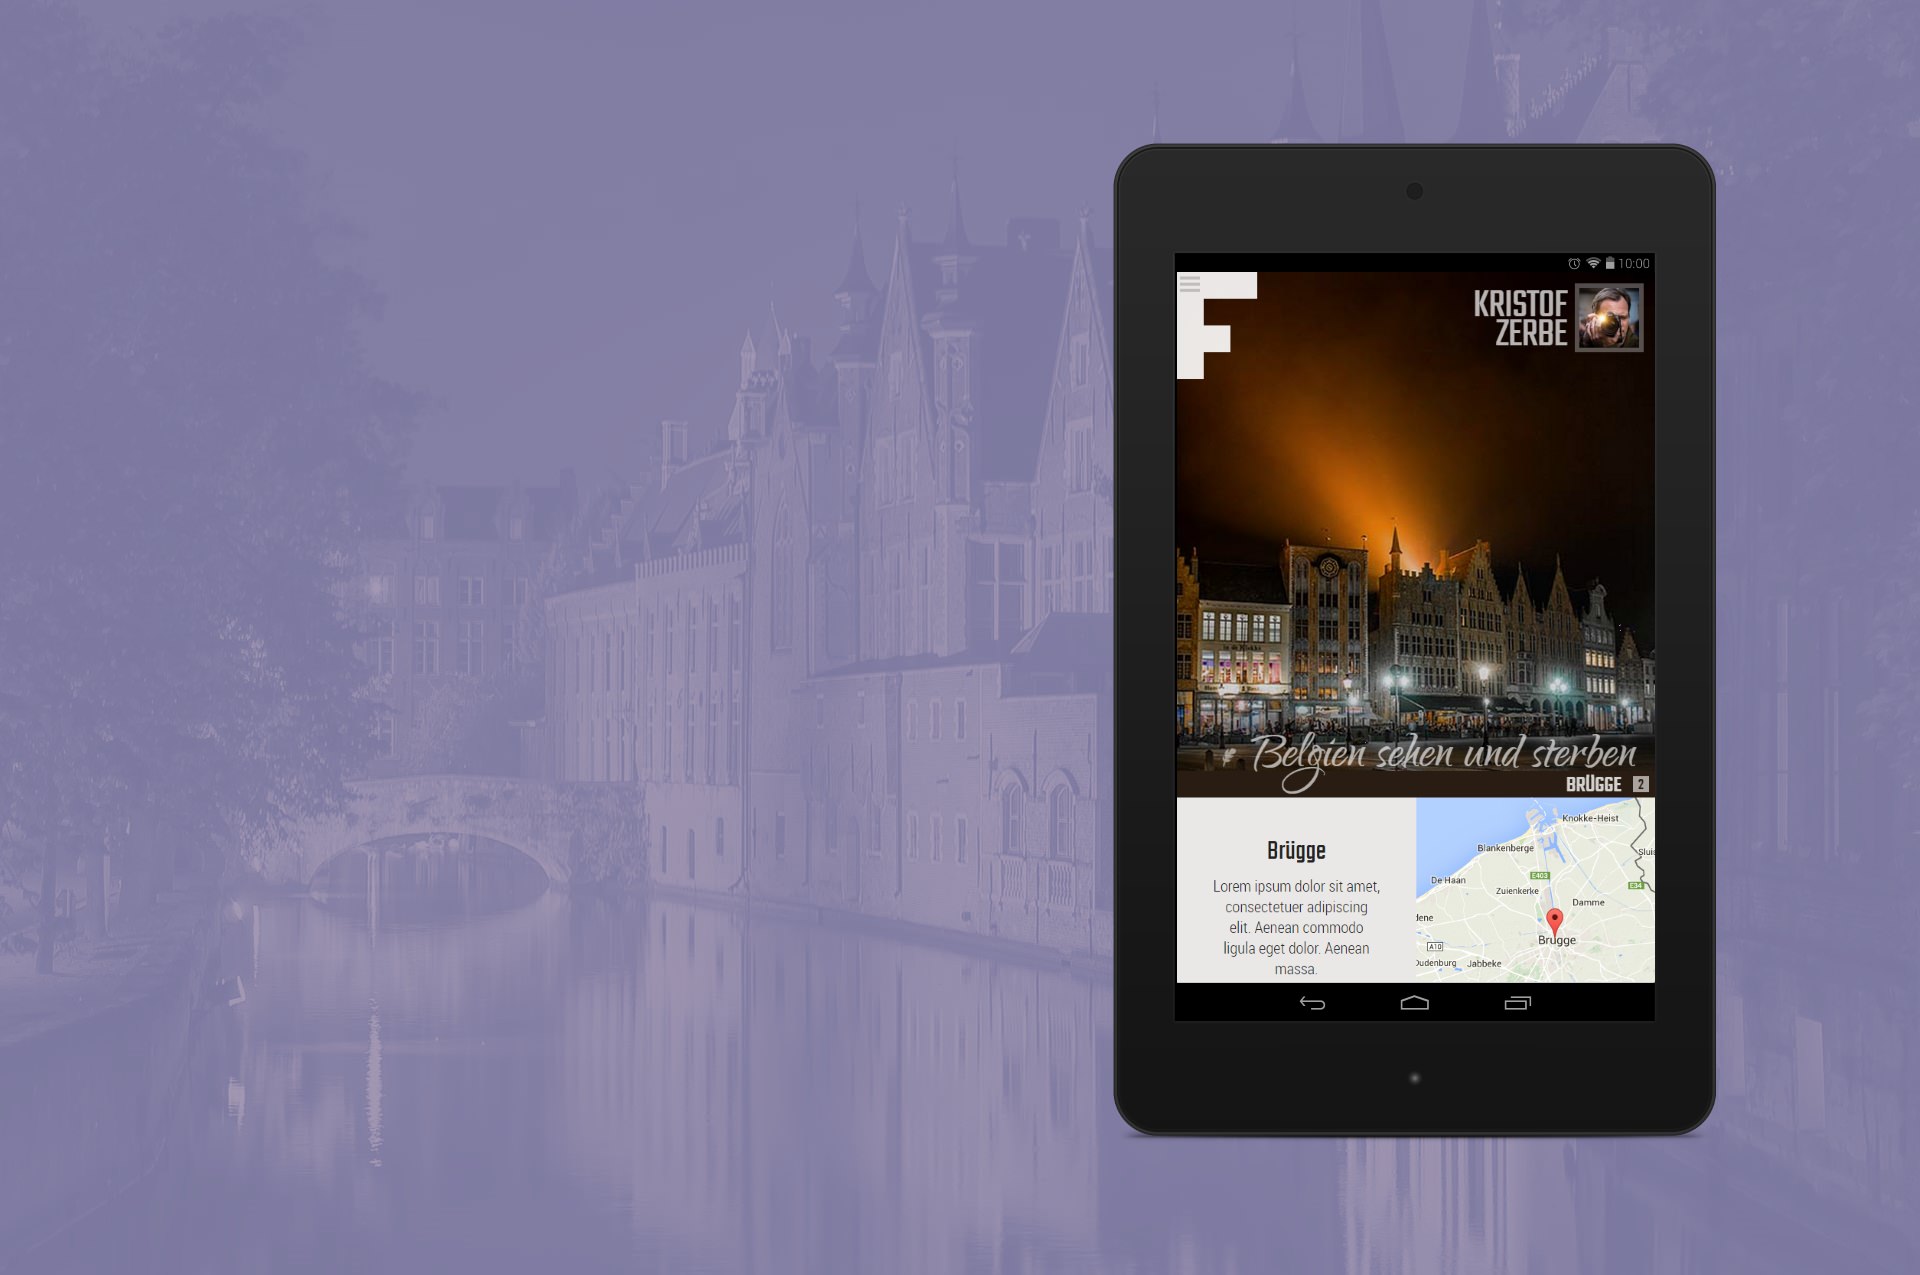 10:00
F
KRISTOF
ZERBE
Belgien sehen und sterben
BRÜGGE 2
Brügge
Lorem ipsum dolor sit amet,
consectetuer adipiscing
elit. Aenean commodo
ligula eget dolor. Aenean
massa.
Knokke-Heist
Blankenberge
Sluis
De Haan
E403
Zuienkerke
E34
Damme
dene
Brugge
A10
Oudenburg
Jabbeke